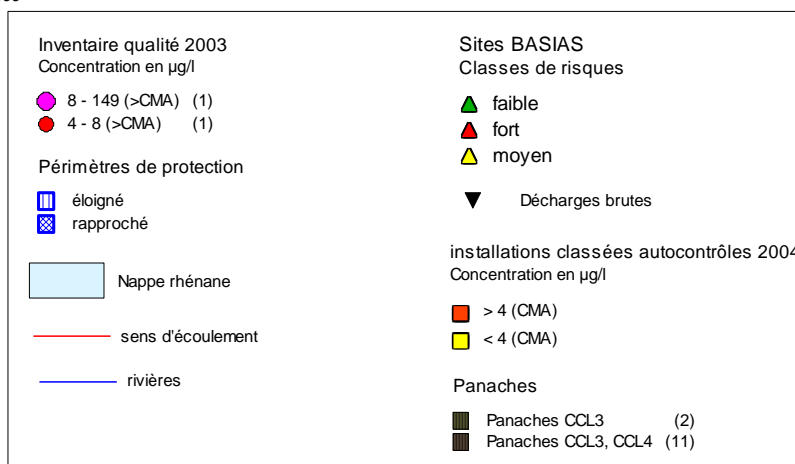 Inventaire qualité 2003
Concentration en µg/l
8 - 149 (>CMA) (1)
4 - 8 (>CMA) (1)
Périmètres de protection
éloigné
rapproché
Nappe rhénane
sens d'écoulement
rivières
Sites BASIAS
Classes de risques
faible
fort
moyen
Décharges brutes
installations classées autocontrôles 2004
Concentration en µg/l
> 4 (CMA)
< 4 (CMA)
Panaches
Panaches CCL3 (2)
Panaches CCL3, CCL4 (11)